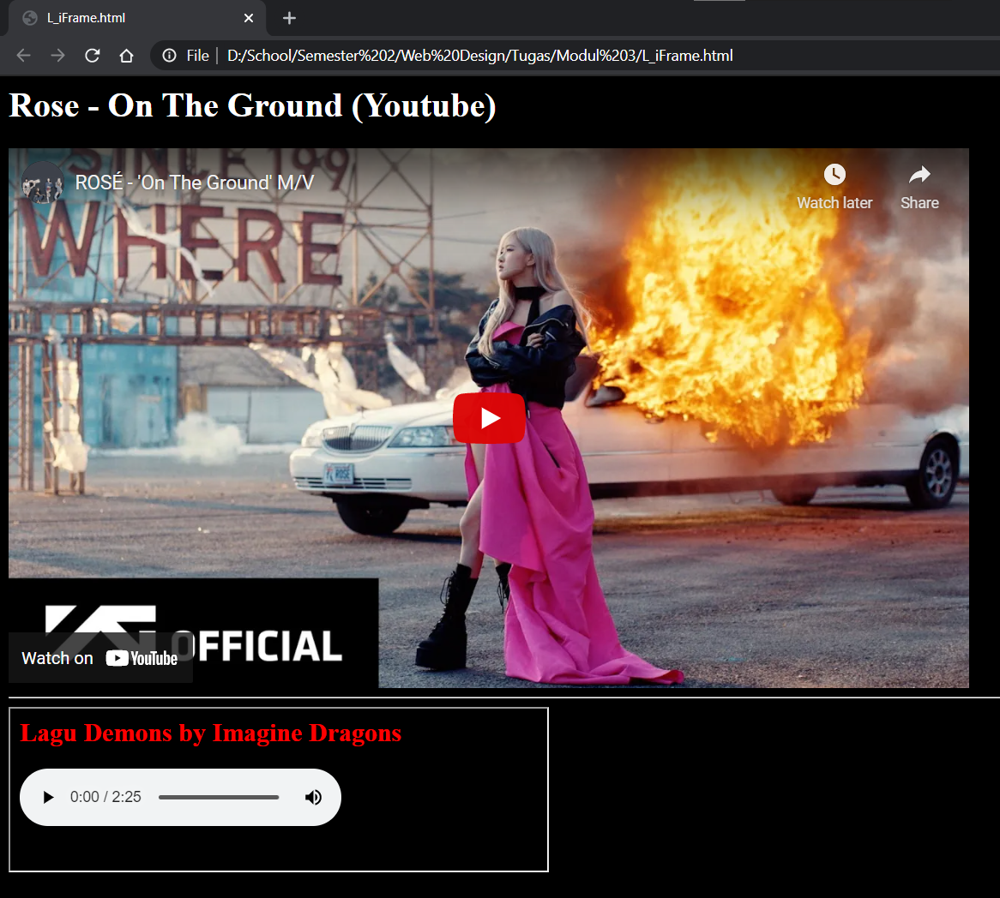 L_iFrame.html
File | D:/School/Semester%202/Web%20Design/Tugas/Modul%203/L_iFrame.html
Rose - On The Ground (Youtube)
SINCE 199
ROSÉ - 'On The Ground' M/V
Watch later
Share
WHERE
ROSÉ
YG OFFICIAL
Watch on YouTube
Lagu Demons by Imagine Dragons
0:00 / 2:25